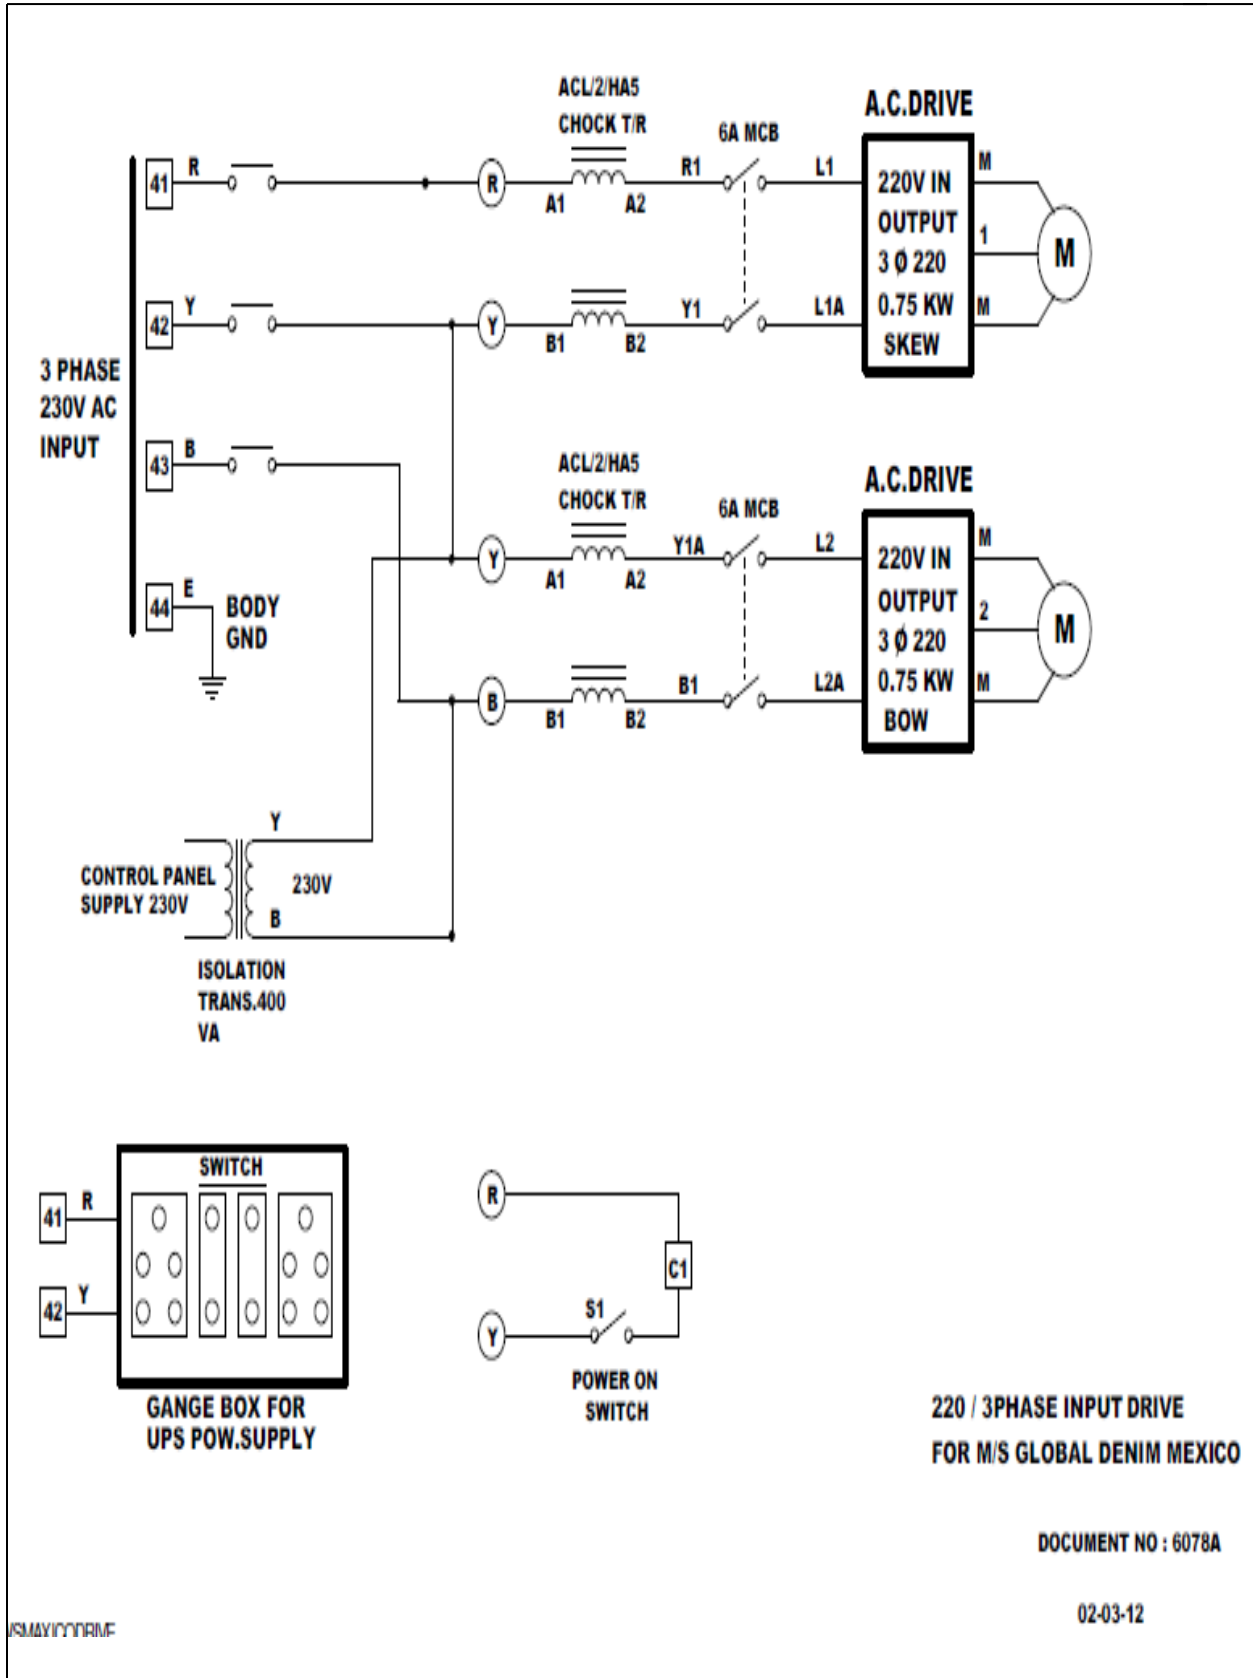 ACL/2/HA5
CHOCK T/R
6A MCB
A.C.DRIVE
41
R
R
A1
A2
R1
L1
220V IN
OUTPUT
3 Ø 220
0.75 KW
SKEW
M
1
M
M
42
Y
Y
B1
B2
Y1
L1A
3 PHASE
230V AC
INPUT
43
B
44
E
BODY
GND
ACL/2/HA5
CHOCK T/R
6A MCB
A.C.DRIVE
Y
A1
A2
Y1A
L2
220V IN
OUTPUT
3 Ø 220
0.75 KW
BOW
M
2
M
M
B
B1
B2
B1
L2A
CONTROL PANEL
SUPPLY 230V
Y
230V
B
ISOLATION
TRANS.400
VA
41
R
42
Y
SWITCH
GANGE BOX FOR
UPS POW.SUPPLY
R
C1
Y
S1
POWER ON
SWITCH
220 / 3PHASE INPUT DRIVE
FOR M/S GLOBAL DENIM MEXICO
DOCUMENT NO : 6078A
02-03-12